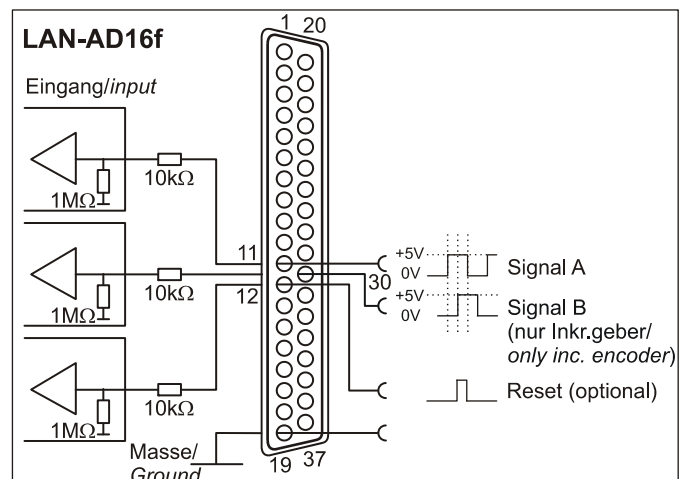 LAN-AD16f
1 20
Eingang/input
1MΩ
10kΩ
11
+5V
0V
Signal A
30
1MΩ
10kΩ
12
+5V
0V
Signal B
(nur Inkr.geber/
only inc. encoder)
1MΩ
10kΩ
Reset (optional)
Masse/
Ground
19 37